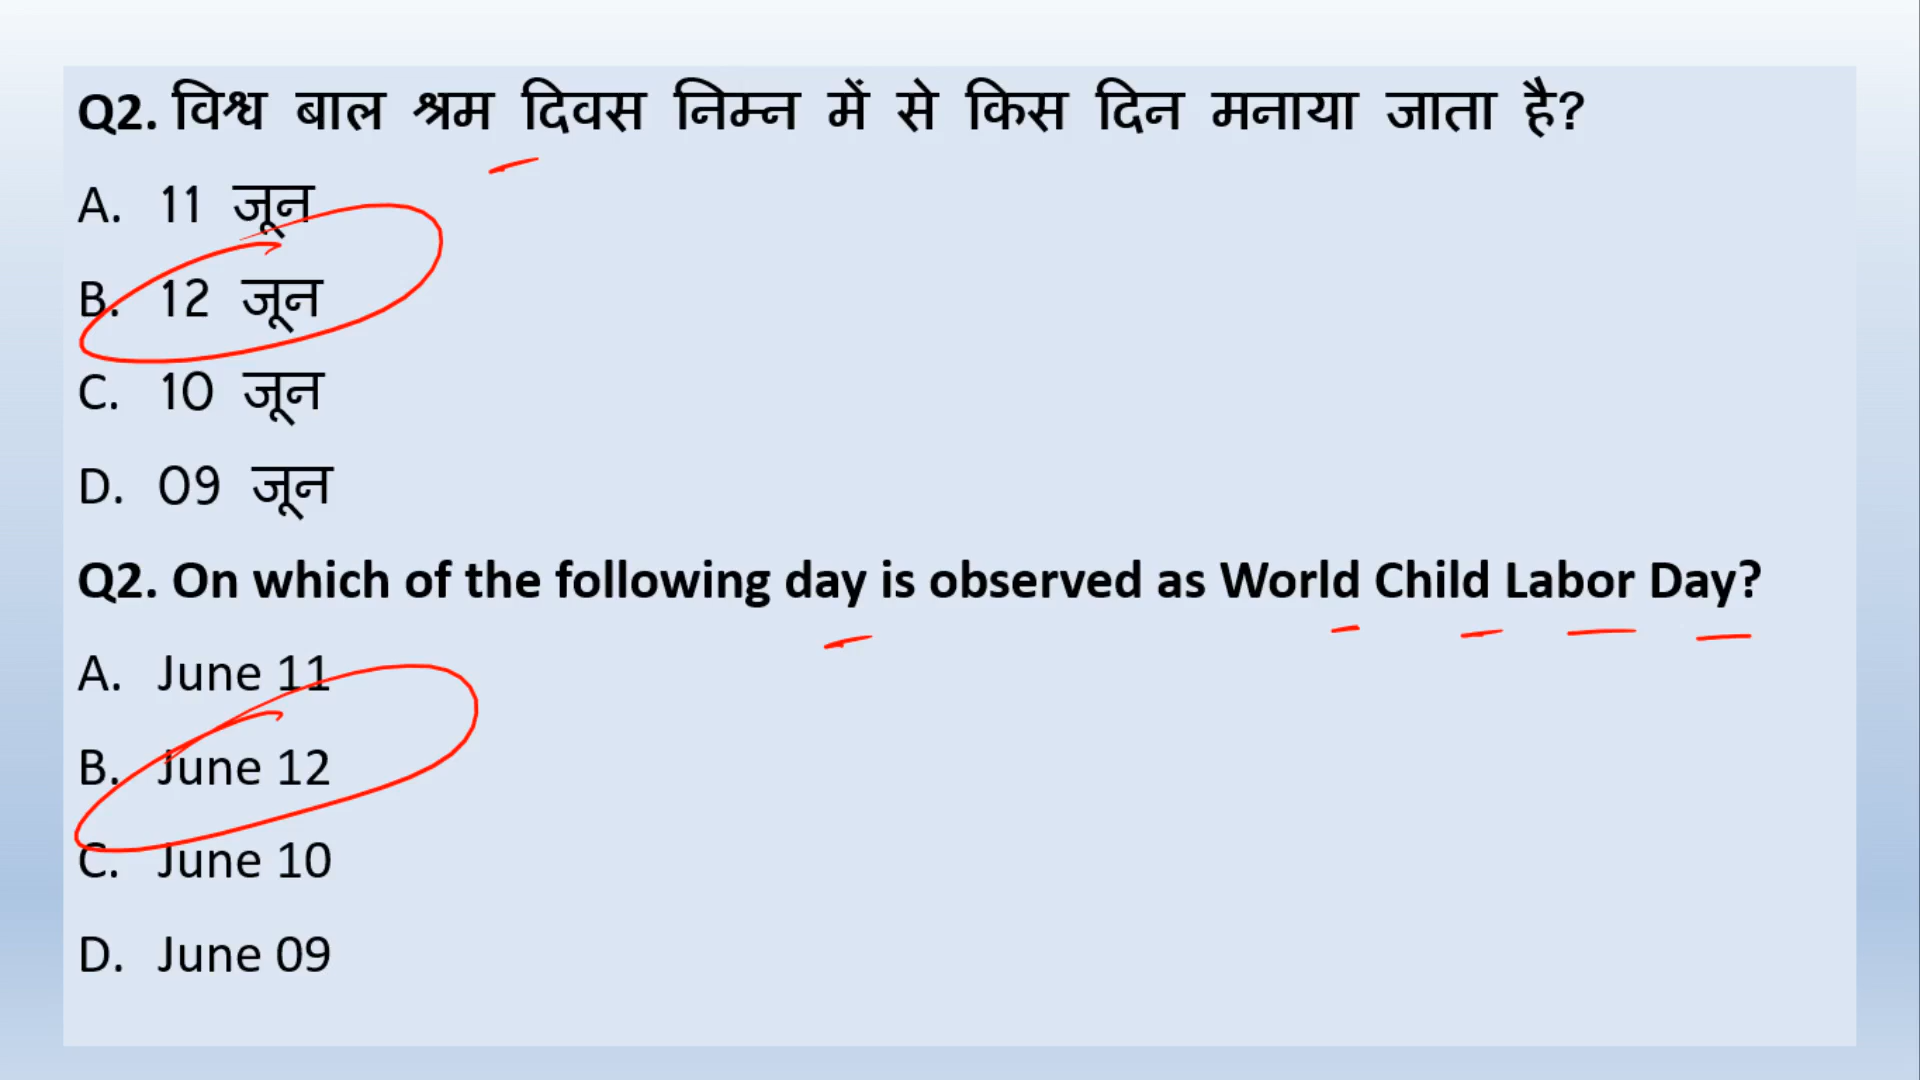 Q2. विश्व बाल श्रम दिवस निम्न में से किस दिन मनाया जाता है?
A. 11 जून
B. 12 जून
C. 10 जून
D. 09 जून
Q2. On which of the following day is observed as World Child Labor Day?
A. June 11
B. June 12
C. June 10
D. June 09